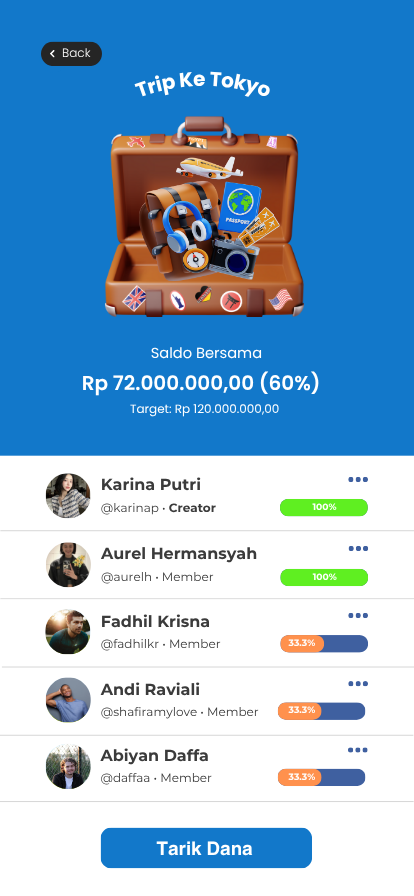 Back
Trip Ke Tokyo
PASSPORT
Saldo Bersama
Rp 72.000.000,00 (60%)
Target: Rp 120.000.000,00
Karina Putri
@karinap • Creator
100%
Aurel Hermansyah
@aurelh • Member
100%
Fadhil Krisna
@fadhilkr • Member
33.3%
Andi Raviali
@shafiramylove • Member
33.3%
Abiyan Daffa
@daffaa • Member
33.3%
Tarik Dana